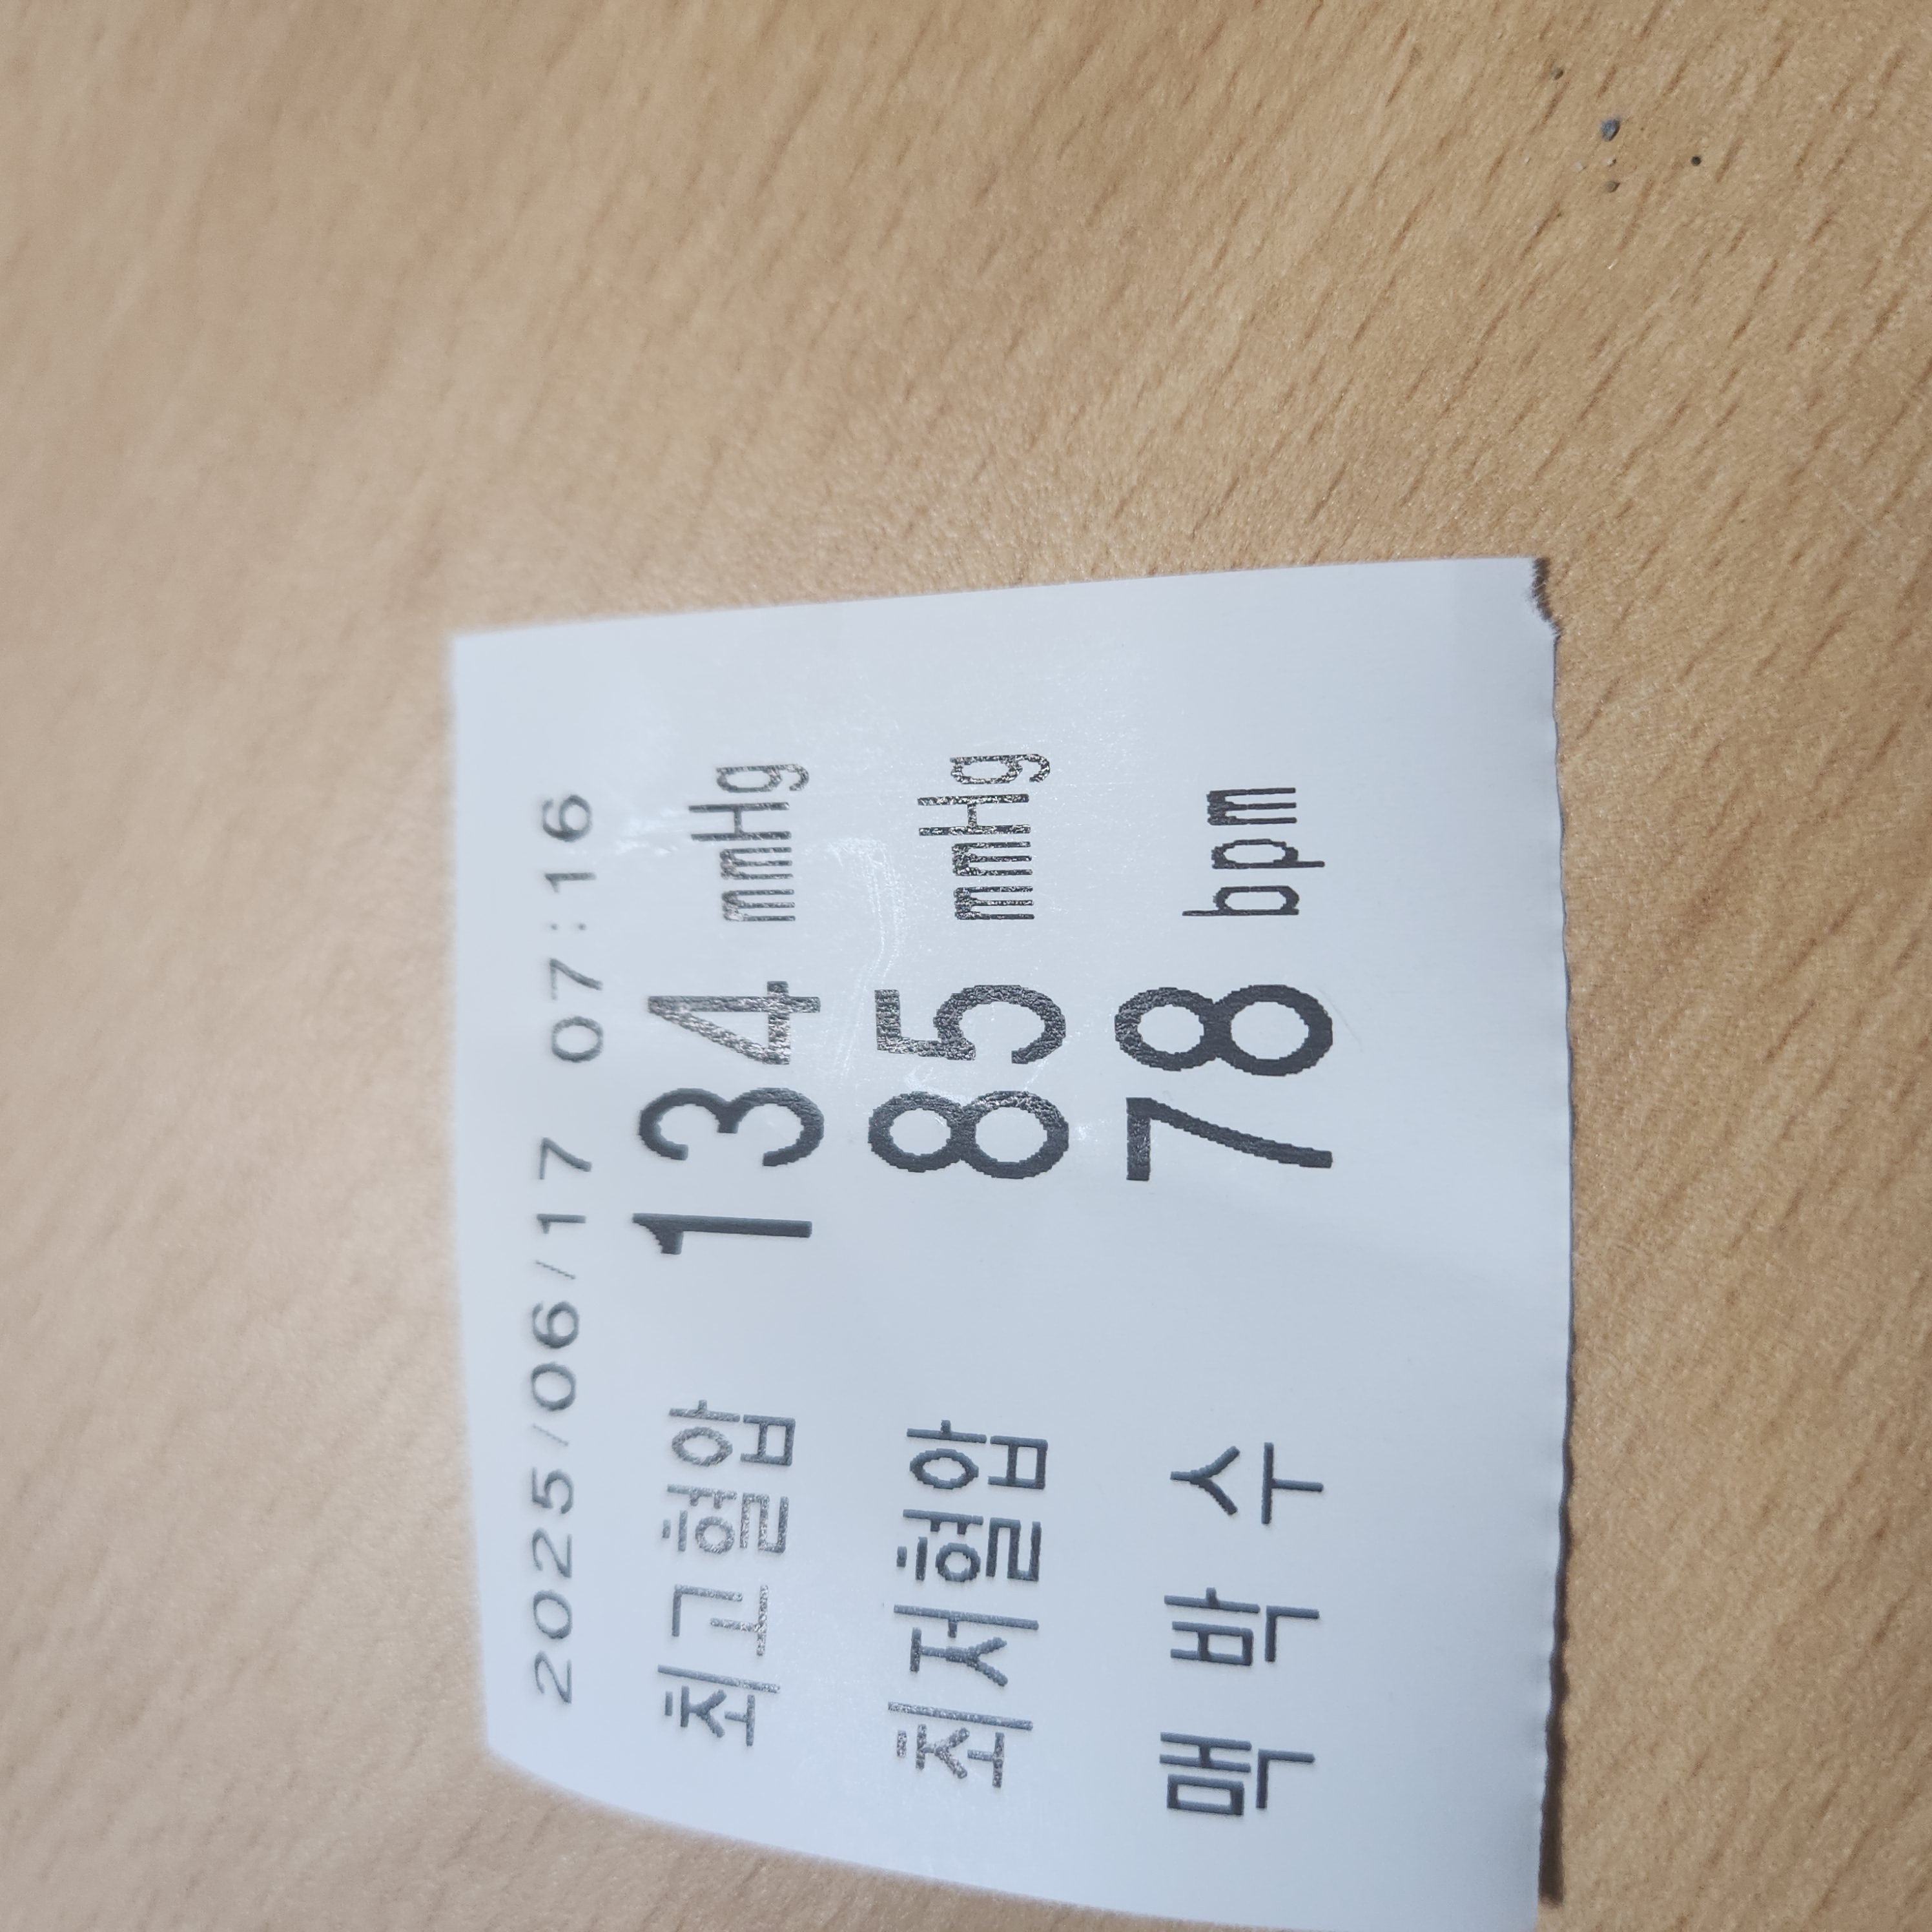 2025/06/17 07:16
최고혈압 134 mmHg
최저혈압 85 mmHg
맥 박 수 78 bpm